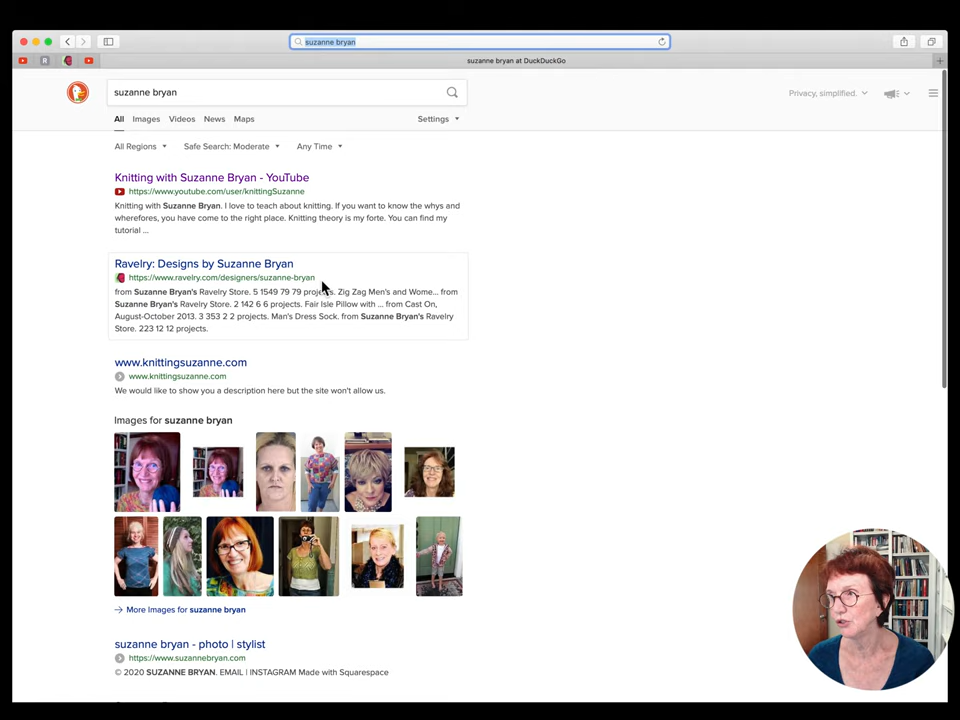 suzanne bryan
suzanne bryan at DuckDuckGo
suzanne bryan
Privacy, simplified.
All Images Videos News Maps Settings
All Regions Safe Search: Moderate Any Time
Knitting with Suzanne Bryan - YouTube
https://www.youtube.com/user/knittingSuzanne
Knitting with Suzanne Bryan. I love to teach about knitting. If you want to know the whys and
wherefores, you have come to the right place. Knitting theory is my forte. You can find my
tutorial ...
Ravelry: Designs by Suzanne Bryan
https://www.ravelry.com/designers/suzanne-bryan
from Suzanne Bryan's Ravelry Store. 5 1549 79 79 projects. Zig Zag Men's and Wome... from
Suzanne Bryan's Ravelry Store. 2 142 6 6 projects. Fair Isle Pillow with ... from Cast On,
August-October 2013. 3 353 2 2 projects. Man's Dress Sock. from Suzanne Bryan's Ravelry
Store. 223 12 12 projects.
www.knittingsuzanne.com
www.knittingsuzanne.com
We would like to show you a description here but the site won't allow us.
Images for suzanne bryan
More Images for suzanne bryan
suzanne bryan - photo | stylist
https://www.suzannebryan.com
© 2020 SUZANNE BRYAN. EMAIL | INSTAGRAM Made with Squarespace